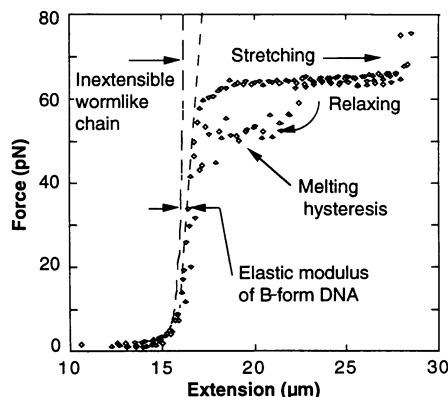 80
60
40
20
0
Force (pN)
Stretching
Inextensible
wormlike
chain
Relaxing
Melting
hysteresis
Elastic modulus
of B-form DNA
10
15
20
25
30
Extension (μm)